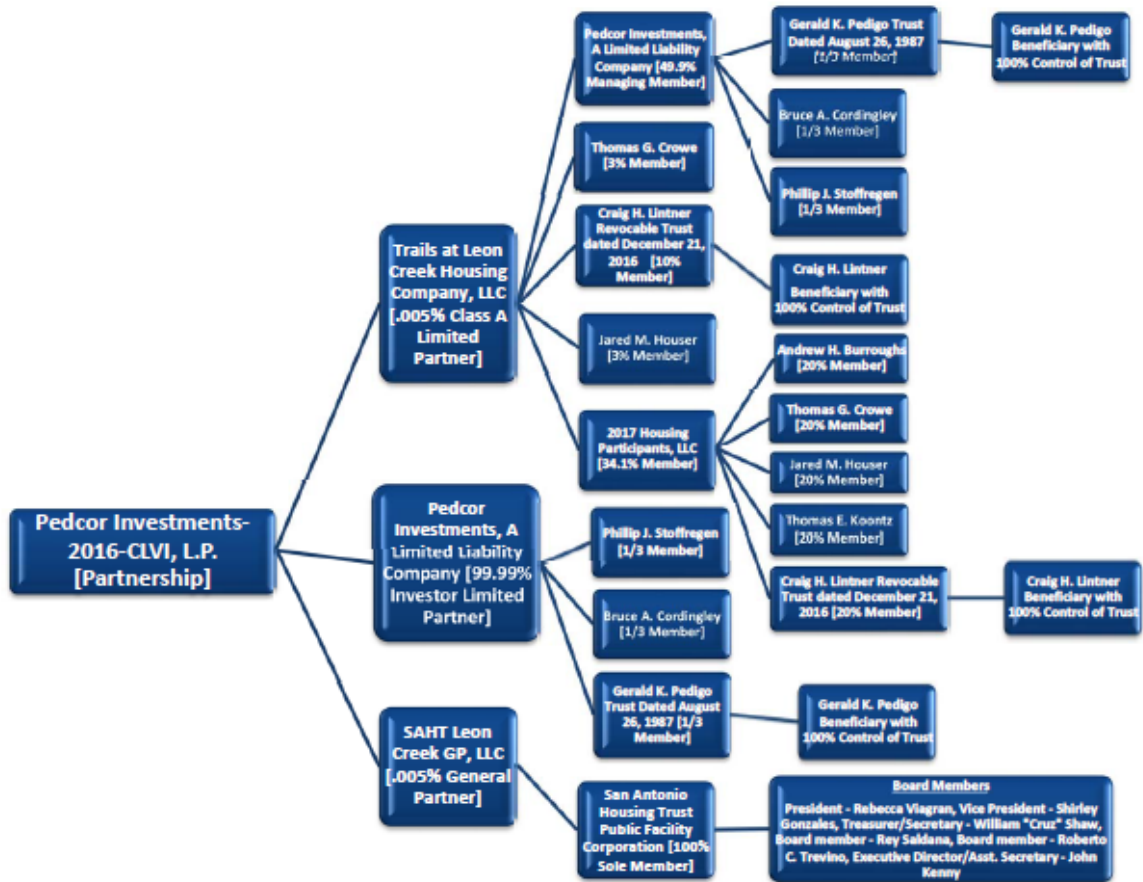 Pedcor Investments-
2016-CLVI, L.P.
[Partnership]
Trails at Leon
Creek Housing
Company, LLC
[.005% Class A
Limited
Partner]
Pedcor Investments,
A Limited Liability
Company [49.9%
Managing Member]
Gerald K. Pedigo Trust
Dated August 26, 1987
[1/3 Member]
Gerald K. Pedigo
Beneficiary with
100% Control of Trust
Bruce A. Cordingley
[1/3 Member]
Phillip J. Stoffregen
[1/3 Member]
Thomas G. Crowe
[3% Member]
Craig H. Lintner
Revocable Trust
dated December 21,
2016 [10%
Member]
Craig H. Lintner
Beneficiary with
100% Control of Trust
Jared M. Houser
[3% Member]
2017 Housing
Participants, LLC
[34.1% Member]
Andrew H. Burroughs
[20% Member]
Thomas G. Crowe
[20% Member]
Jared M. Houser
[20% Member]
Thomas E. Koontz
[20% Member]
Craig H. Lintner Revocable
Trust dated December 21,
2016 [20% Member]
Craig H. Lintner
Beneficiary with
100% Control of Trust
Pedcor
Investments, A
Limited Liability
Company [99.99%
Investor Limited
Partner]
Phillip J. Stoffregen
[1/3 Member]
Bruce A. Cordingley
[1/3 Member]
Gerald K. Pedigo
Trust Dated August
26, 1987 [1/3
Member]
Gerald K. Pedigo
Beneficiary with
100% Control of Trust
SAHT Leon
Creek GP, LLC
[.005% General
Partner]
San Antonio
Housing Trust
Public Facility
Corporation [100%
Sole Member]
Board Members
President - Rebecca Viagran, Vice President - Shirley
Gonzales, Treasurer/Secretary - William "Cruz" Shaw,
Board member - Rey Saldana, Board member - Roberto
C. Trevino, Executive Director/Asst. Secretary - John
Kenny